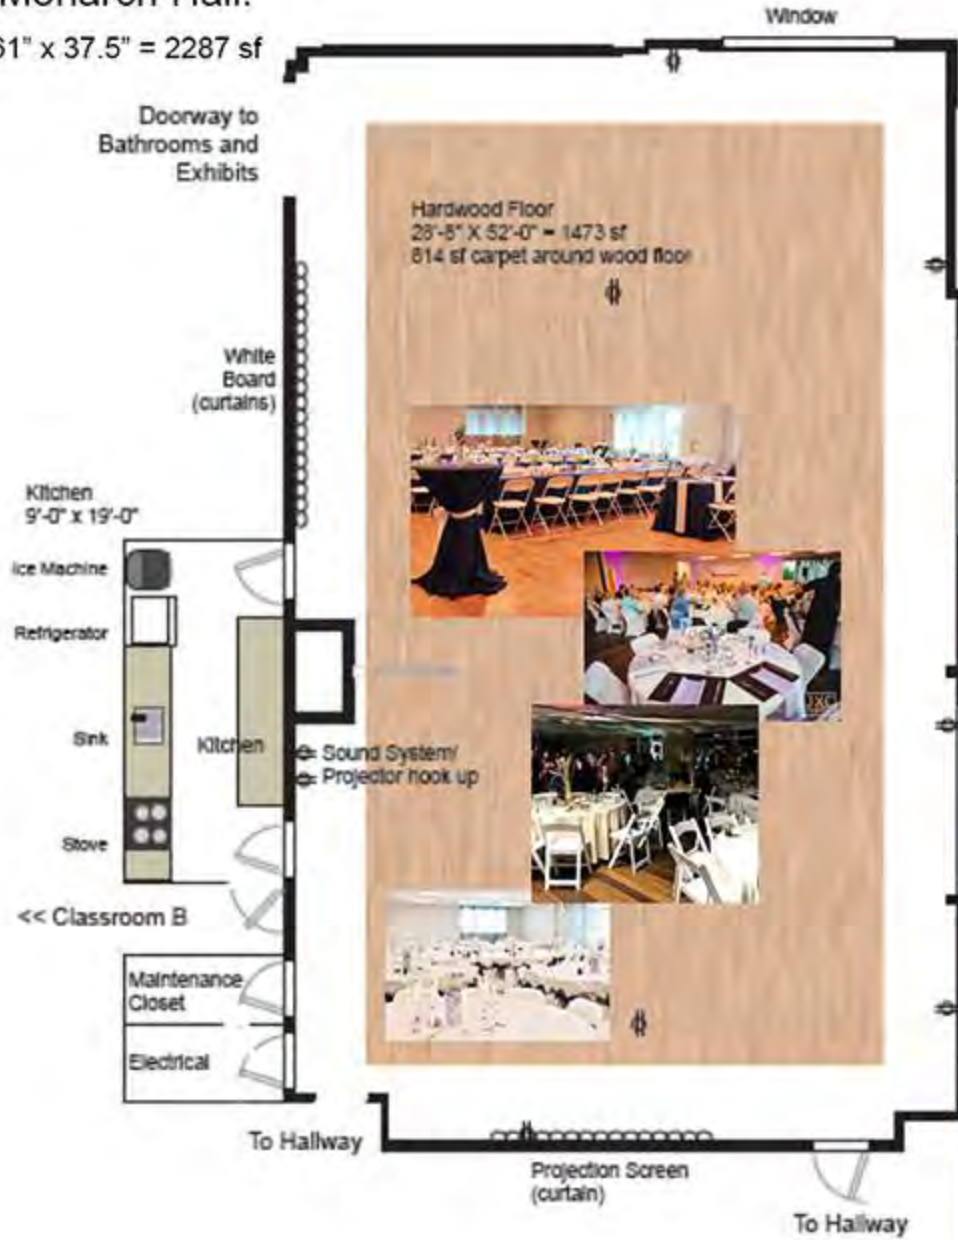 Monarch Hall:
61” x 37.5” = 2287 sf
Window
Doorway to
Bathrooms and
Exhibits
Hardwood Floor
28'-8" X 52'-0" = 1473 sf
814 sf carpet around wood floor
White
Board
(curtains)
Kitchen
9'-0" x 19'-0"
Ice Machine
Refrigerator
Sink
Kitchen
Sound System/
Projector hook up
Stove
<< Classroom B
Maintenance
Closet
Electrical
To Hallway
Projection Screen
(curtain)
To Hallway